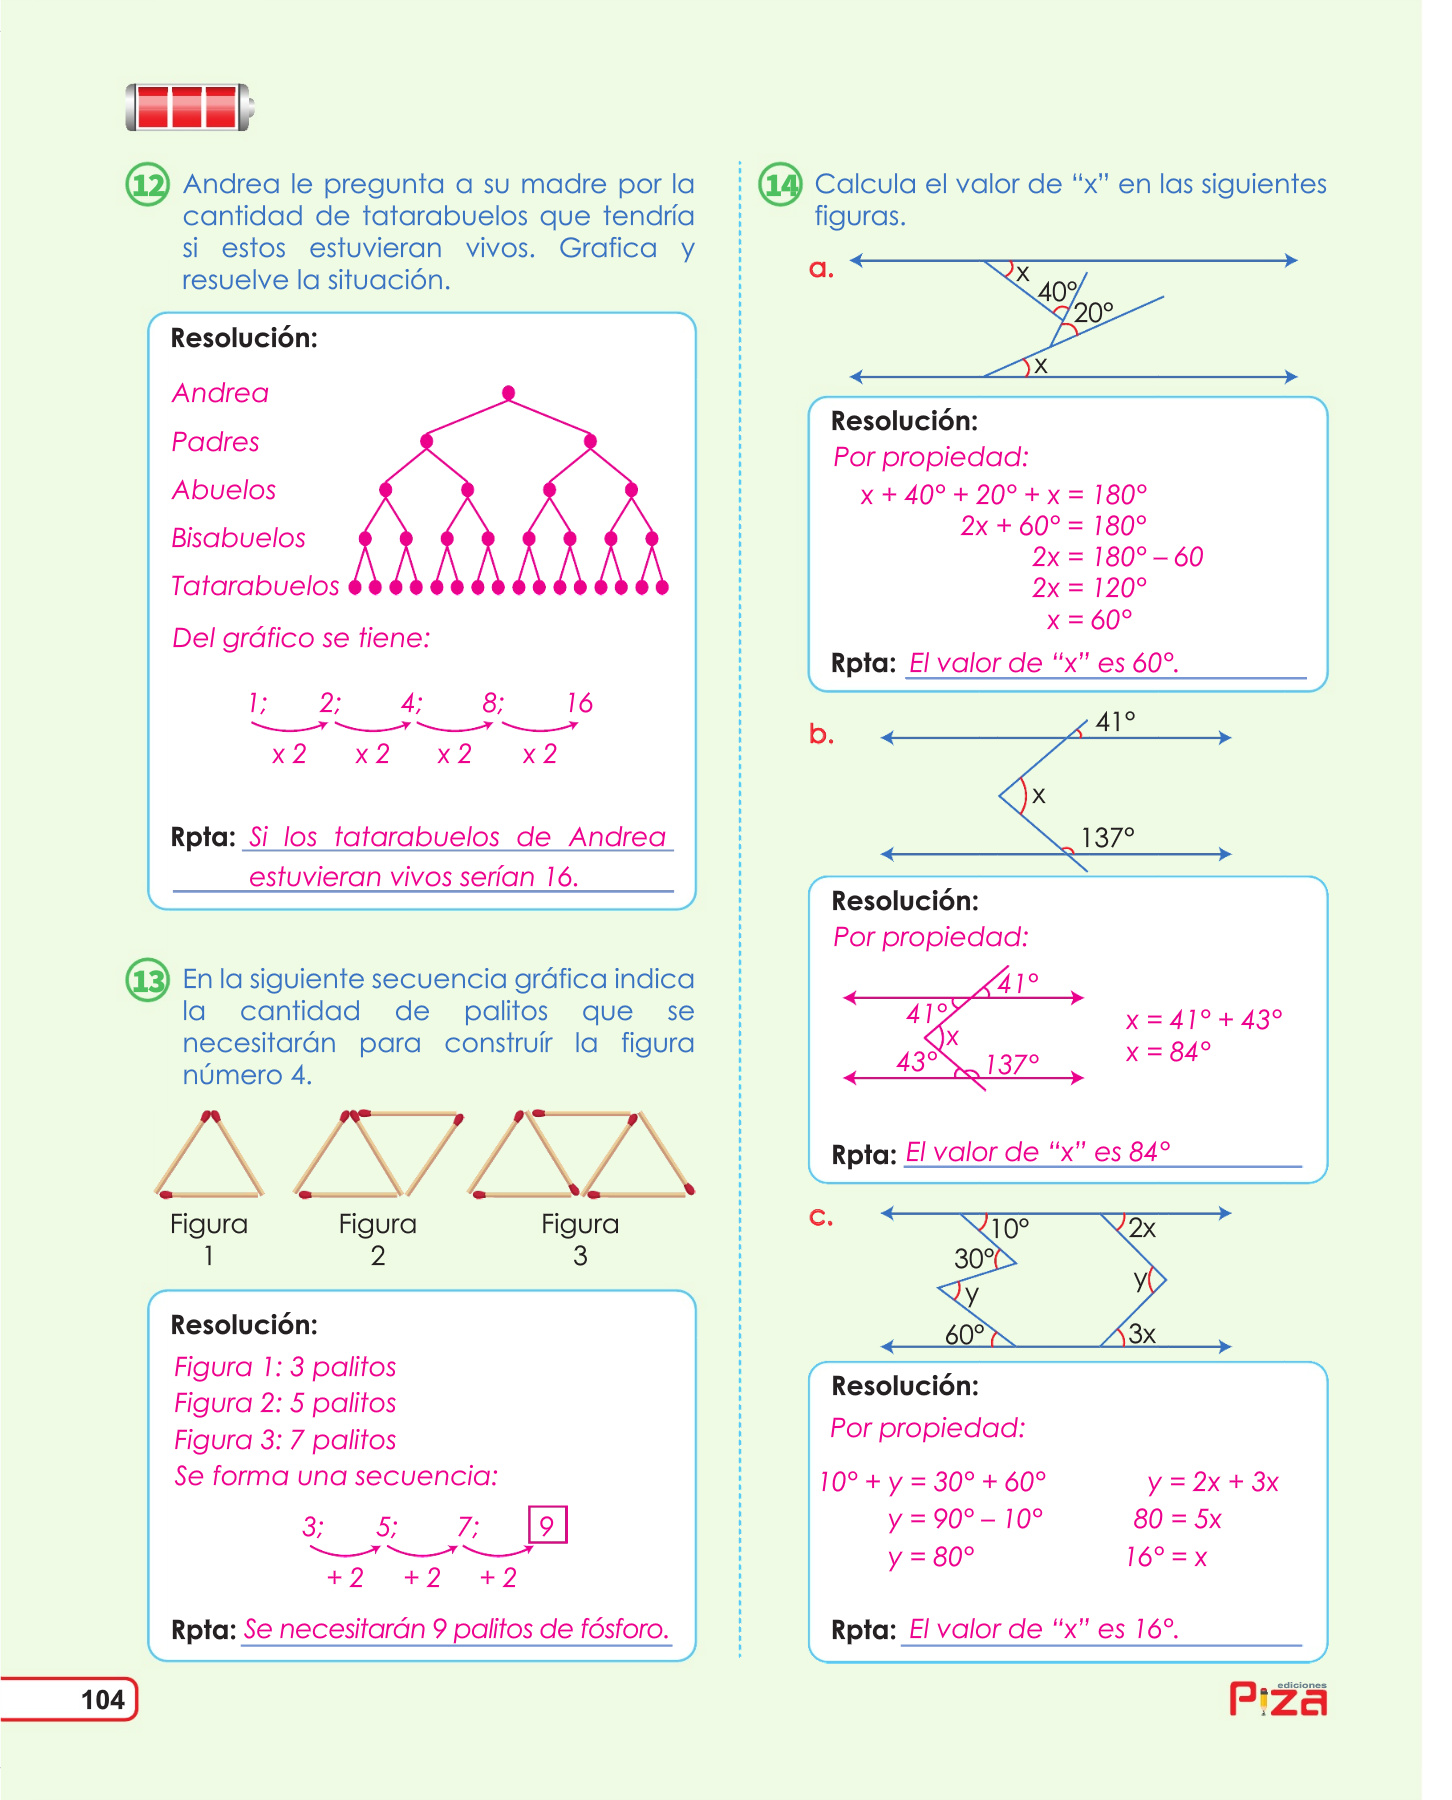 12 Andrea le pregunta a su madre por la
cantidad de tatarabuelos que tendría
si estos estuvieran vivos. Grafica y
resuelve la situación.
Resolución:
Andrea
Padres
Abuelos
Bisabuelos
Tatarabuelos
Del gráfico se tiene:
1; 2; 4; 8; 16
x 2 x 2 x 2 x 2
Rpta: Si los tatarabuelos de Andrea
estuvieran vivos serían 16.
13 En la siguiente secuencia gráfica indica
la cantidad de palitos que se
necesitarán para construír la figura
número 4.
Figura Figura Figura
1 2 3
Resolución:
Figura 1: 3 palitos
Figura 2: 5 palitos
Figura 3: 7 palitos
Se forma una secuencia:
3; 5; 7; 9
+ 2 + 2 + 2
Rpta: Se necesitarán 9 palitos de fósforo.
104
14 Calcula el valor de “x” en las siguientes
figuras.
a.
x
40°
20°
x
Resolución:
Por propiedad:
x + 40° + 20° + x = 180°
2x + 60° = 180°
2x = 180° – 60
2x = 120°
x = 60°
Rpta: El valor de “x” es 60°.
b.
41°
x
137°
Resolución:
Por propiedad:
41°
41°
x
43° 137°
x = 41° + 43°
x = 84°
Rpta: El valor de “x” es 84°
c.
10° 2x
30°
y
y
60° 3x
Resolución:
Por propiedad:
10° + y = 30° + 60° y = 2x + 3x
y = 90° – 10° 80 = 5x
y = 80° 16° = x
Rpta: El valor de “x” es 16°.
ediciones
Piza